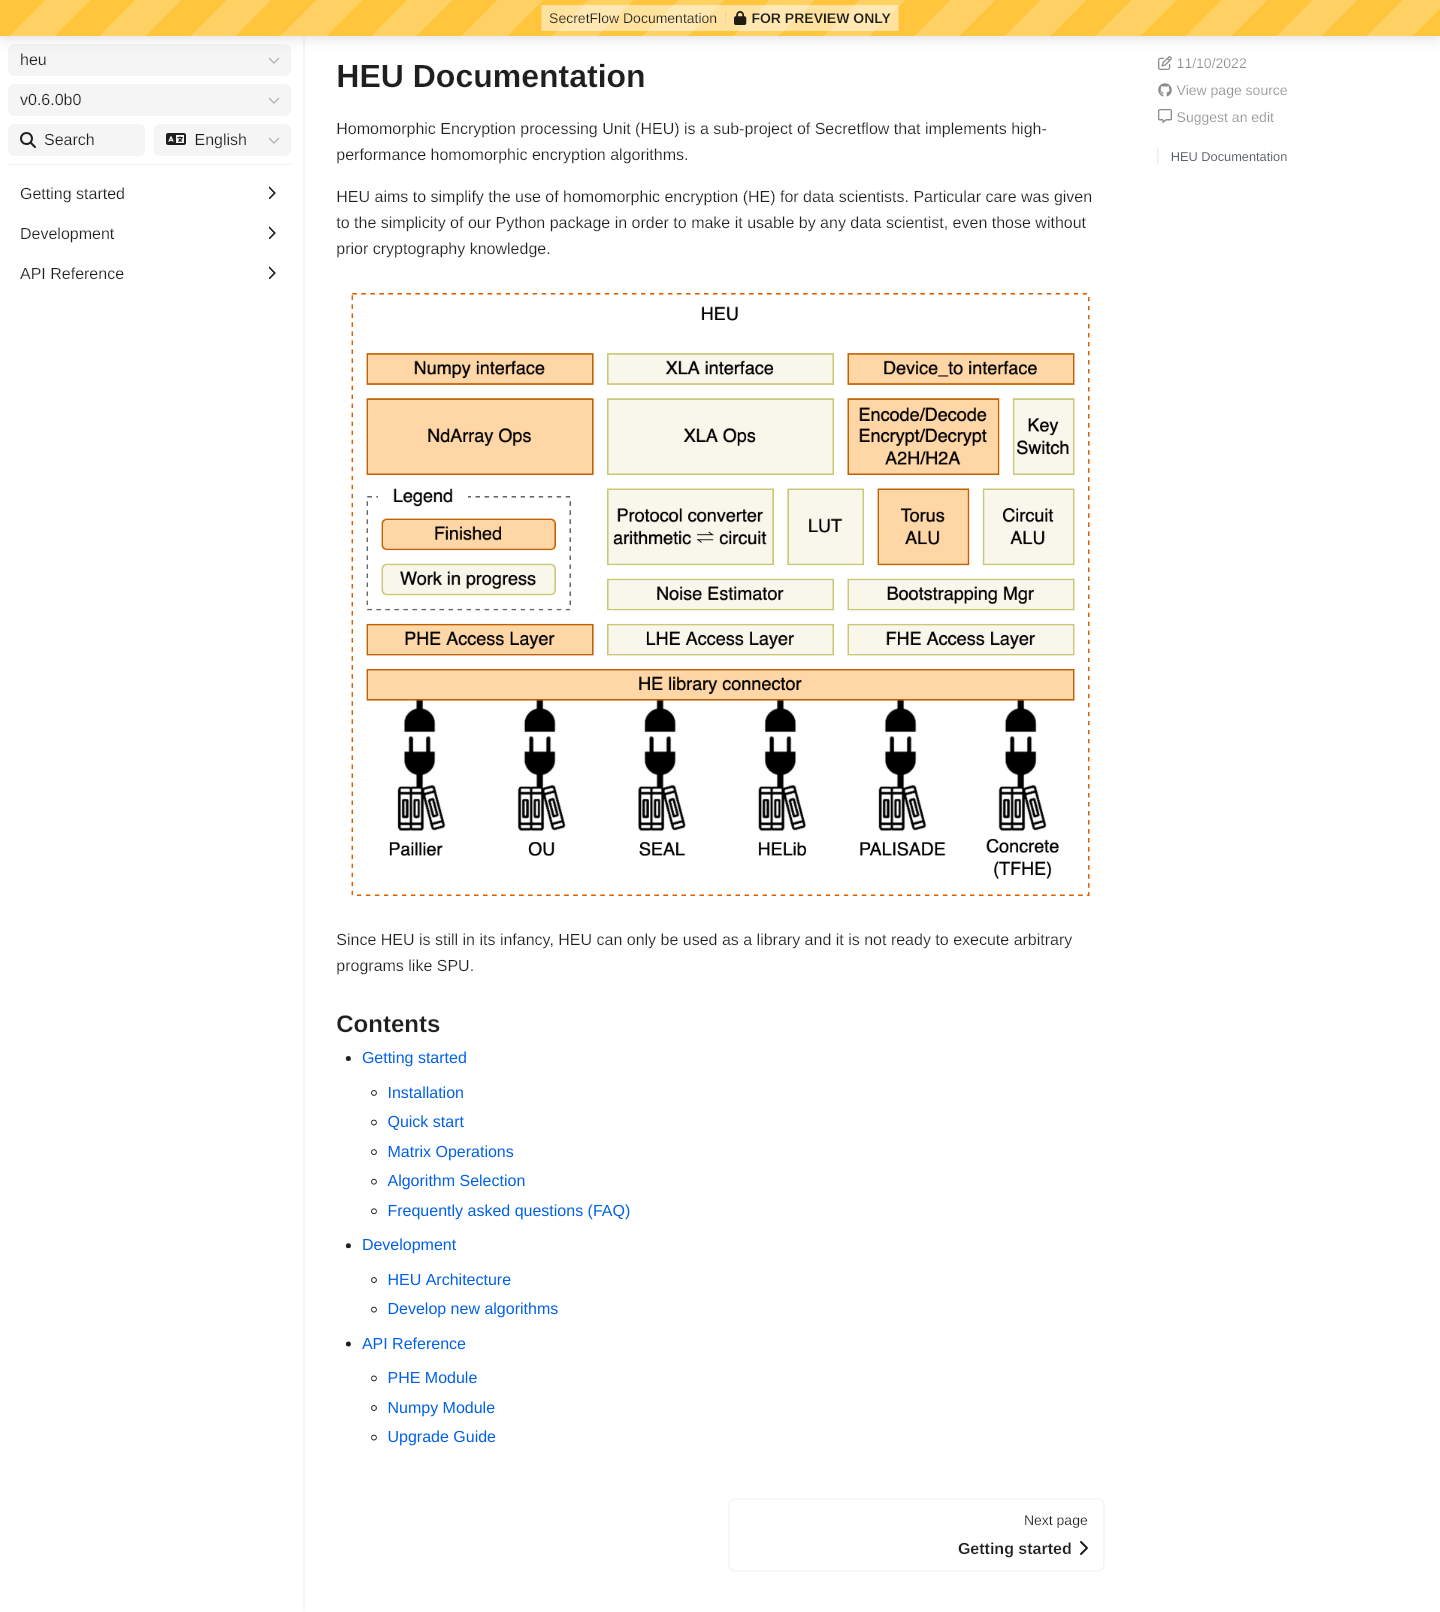 SecretFlow Documentation FOR PREVIEW ONLY
heu
v0.6.0b0
Search English
Getting started
Development
API Reference
HEU Documentation
Homomorphic Encryption processing Unit (HEU) is a sub-project of Secretflow that implements high-
performance homomorphic encryption algorithms.
HEU aims to simplify the use of homomorphic encryption (HE) for data scientists. Particular care was given
to the simplicity of our Python package in order to make it usable by any data scientist, even those without
prior cryptography knowledge.
HEU
Numpy interface XLA interface Device_to interface
NdArray Ops
XLA Ops
Encode/Decode
Encrypt/Decrypt
A2H/H2A
Key
Switch
Legend
Finished
Work in progress
Protocol converter
arithmetic ⇌ circuit
LUT
Torus
ALU
Circuit
ALU
Noise Estimator Bootstrapping Mgr
PHE Access Layer LHE Access Layer FHE Access Layer
HE library connector
Paillier
OU
SEAL
HELib
PALISADE
Concrete
(TFHE)
Since HEU is still in its infancy, HEU can only be used as a library and it is not ready to execute arbitrary
programs like SPU.
Contents
Getting started
Installation
Quick start
Matrix Operations
Algorithm Selection
Frequently asked questions (FAQ)
Development
HEU Architecture
Develop new algorithms
API Reference
PHE Module
Numpy Module
Upgrade Guide
Next page
Getting started
11/10/2022
View page source
Suggest an edit
HEU Documentation